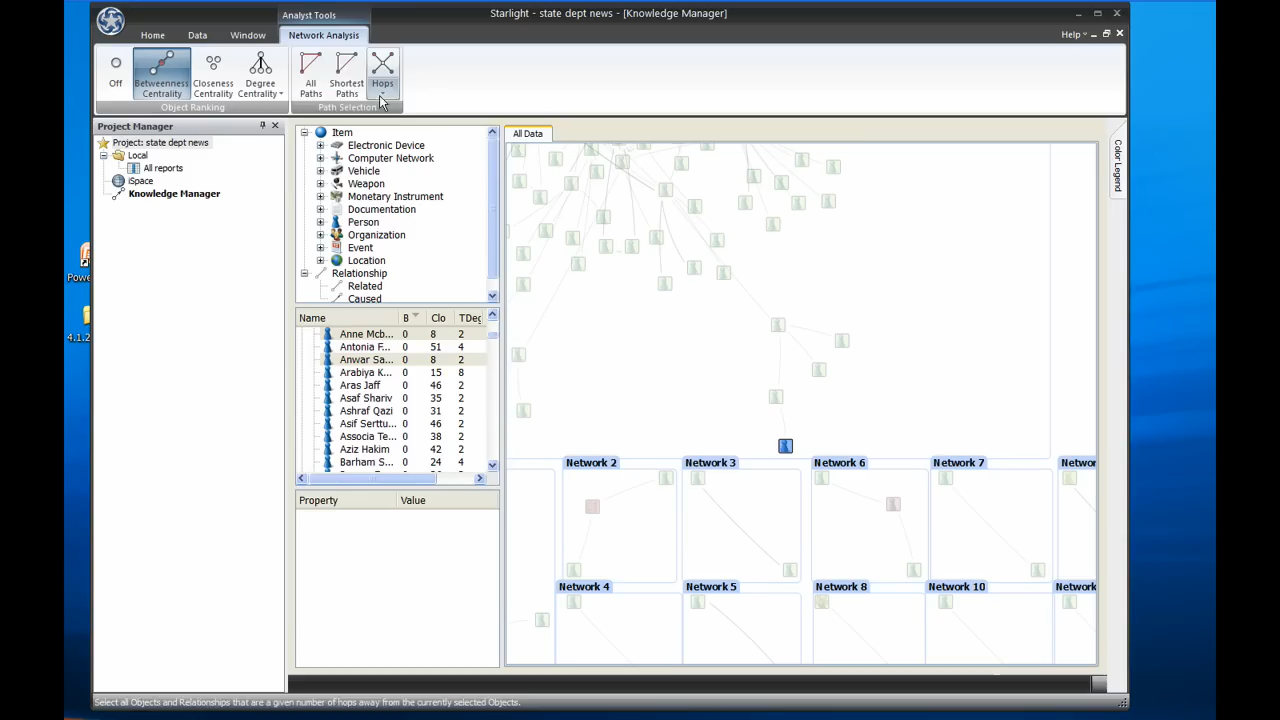 Analyst Tools
Starlight - state dept news - [Knowledge Manager]
Home
Data
Window
Network Analysis
Help
Off
Betweenness
Centrality
Closeness
Centrality
Degree
Centrality
All
Paths
Shortest
Paths
Hops
Object Ranking
Path Selection
Project Manager
Project: state dept news
Local
All reports
iSpace
Knowledge Manager
Item
Electronic Device
Computer Network
Vehicle
Weapon
Monetary Instrument
Documentation
Person
Organization
Event
Location
Relationship
Related
Caused
Name B Clo TDeg
Anne Mcb... 0 8 2
Antonia F... 0 51 4
Anwar Sa... 0 8 2
Arabiya K... 0 15 8
Aras Jaff 0 46 2
Asaf Shariv 0 35 2
Ashraf Qazi 0 31 2
Asif Serttu... 0 46 2
Associa Te... 0 38 2
Aziz Hakim 0 42 2
Barham S... 0 24 4
Property Value
All Data
Network 2
Network 3
Network 6
Network 7
Network 4
Network 5
Network 8
Network 10
Color Legend
4.1.2
Select all Objects and Relationships that are a given number of hops away from the currently selected Objects.